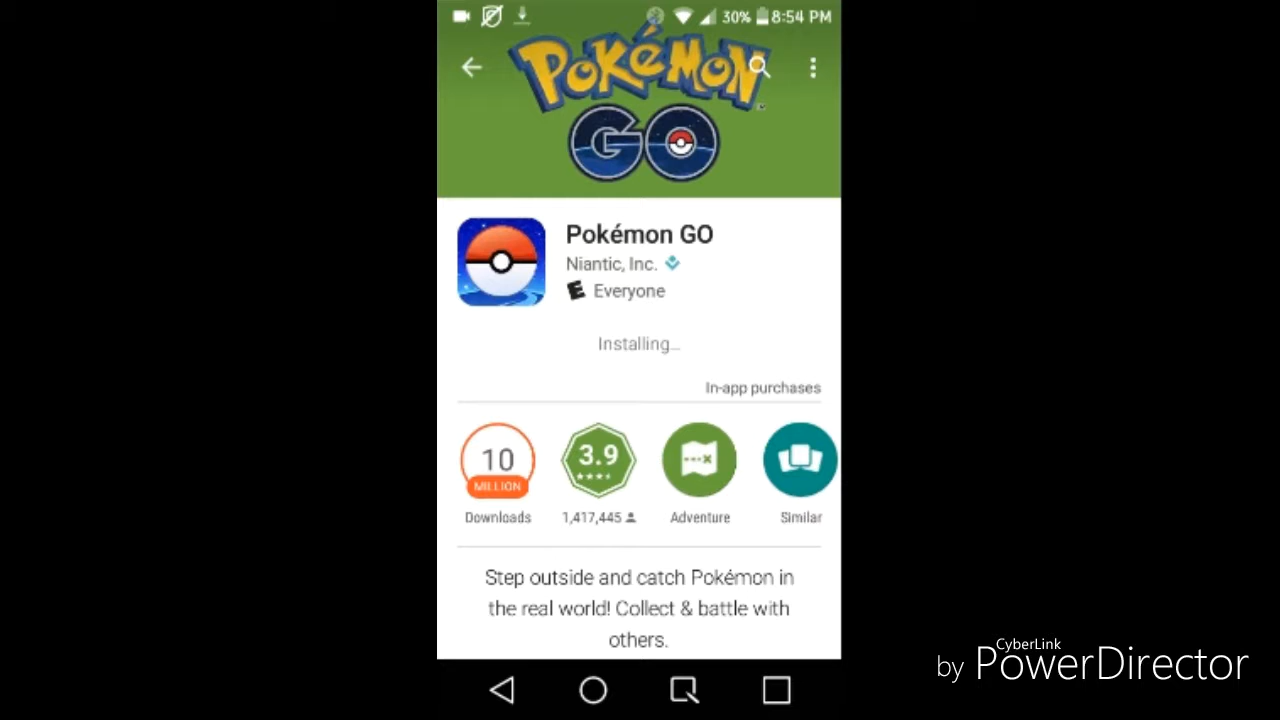 30% 8:54 PM
POKéMON
GO
Pokémon GO
Niantic, Inc.
E Everyone
Installing...
In-app purchases
10
MILLION
3.9
Downloads
1,417,445
Adventure
Similar
Step outside and catch Pokémon in
the real world! Collect & battle with
others.
CyberLink
by PowerDirector